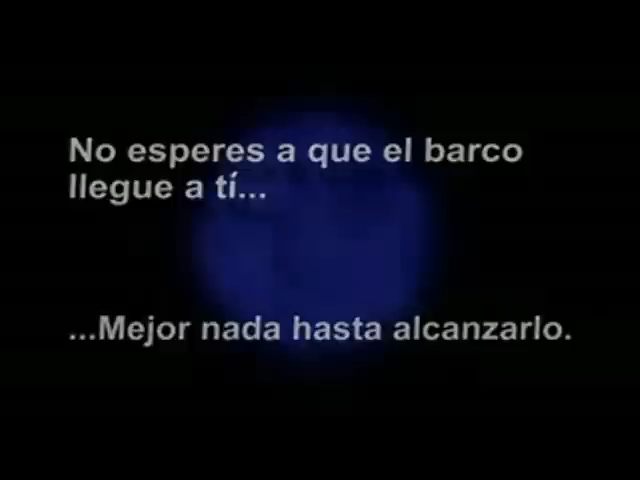 No esperes a que el barco
llegue a tí...
...Mejor nada hasta alcanzarlo.